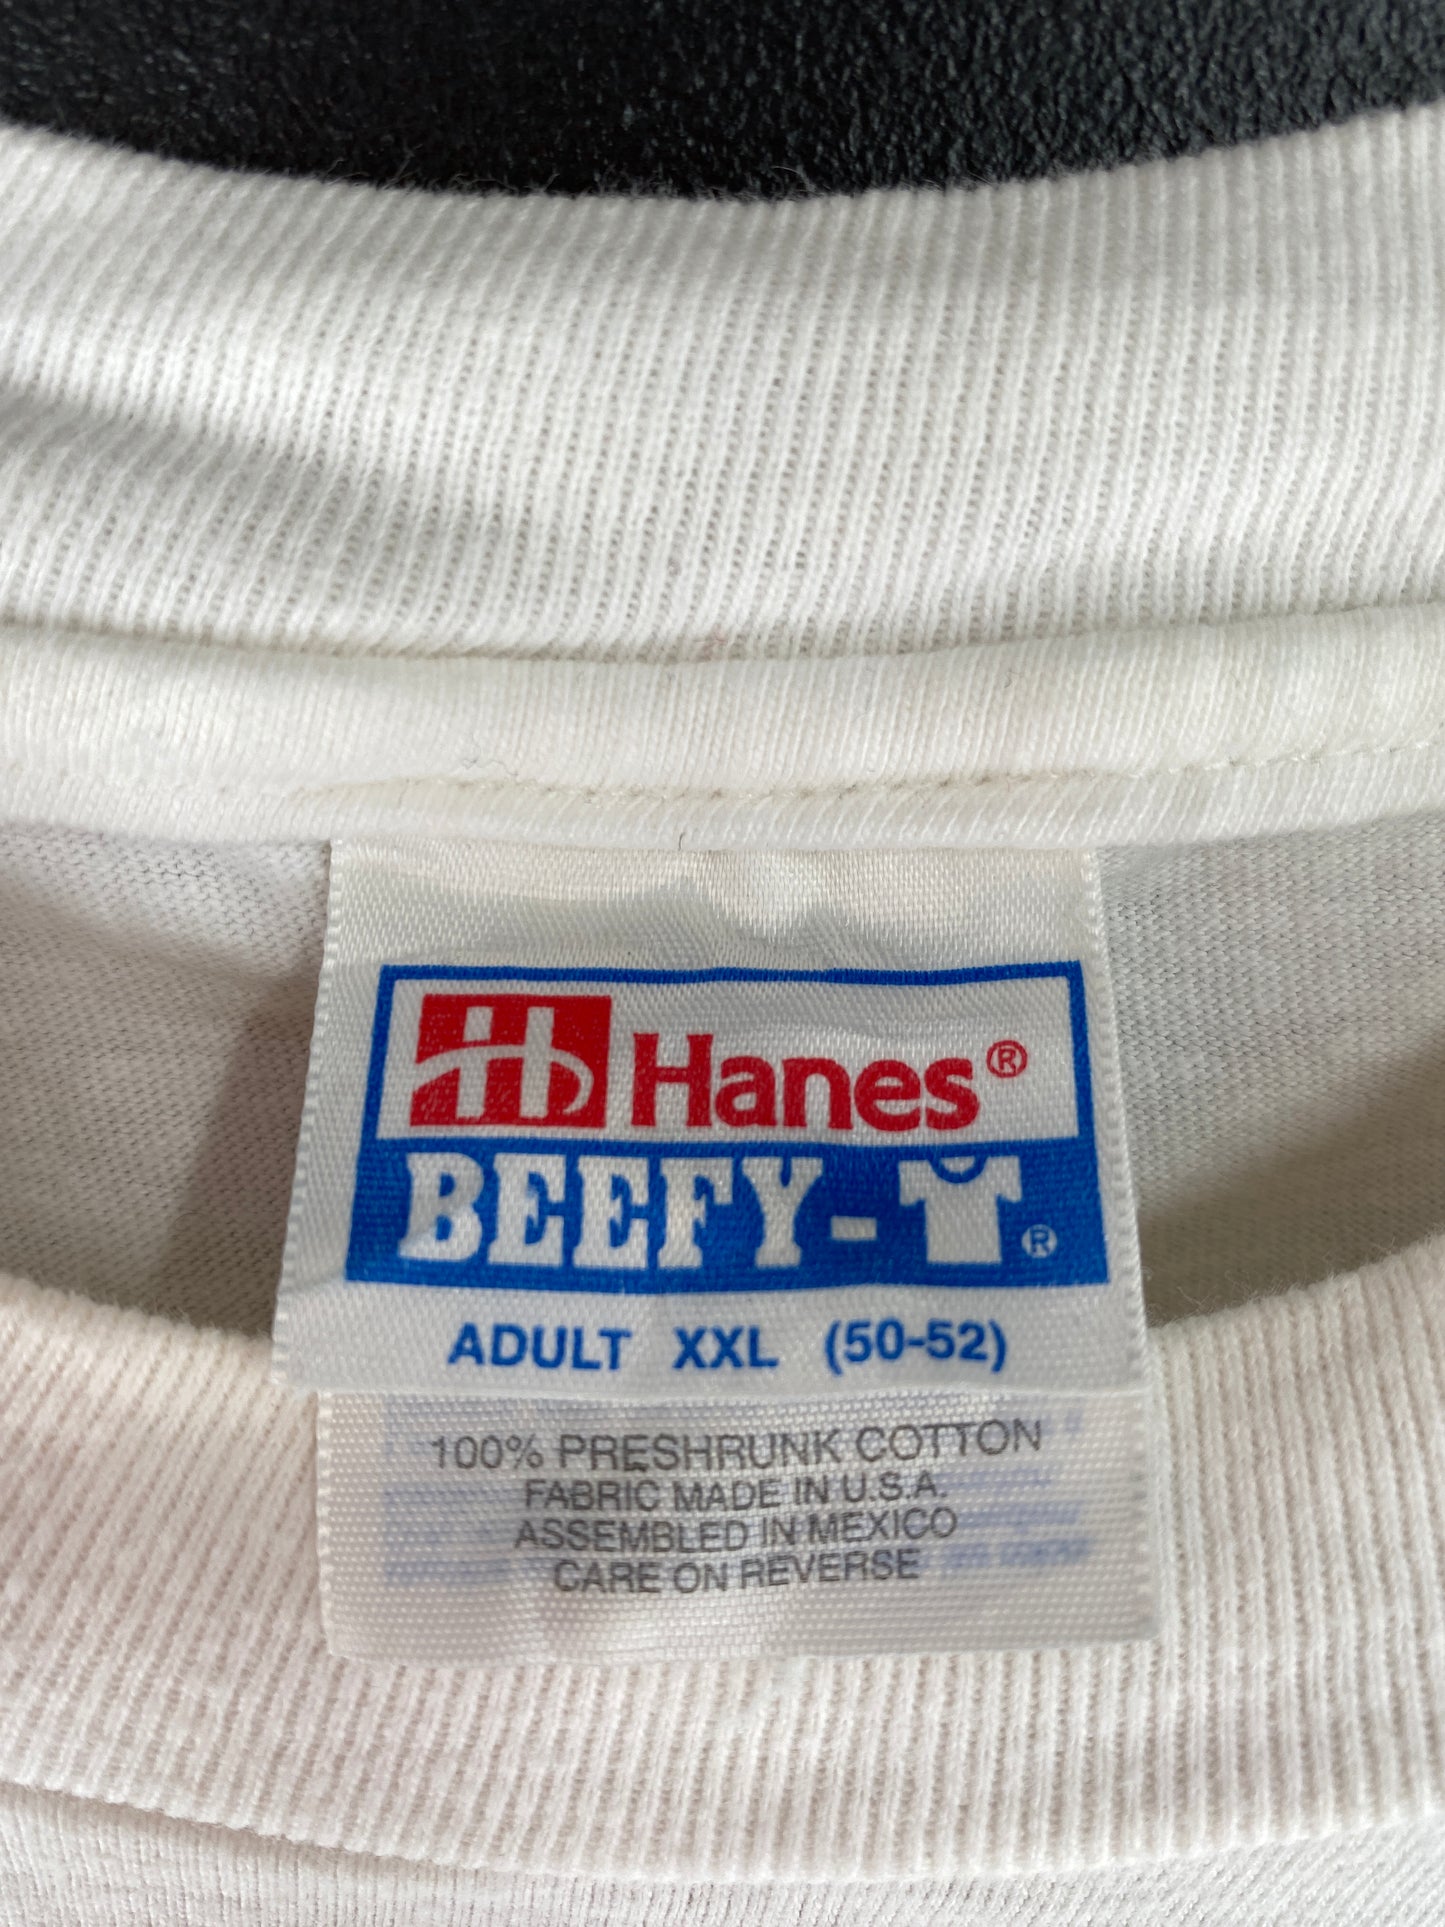 Hanes®
BEEFY-T®
ADULT XXL (50-52)
100% PRESHRUNK COTTON
FABRIC MADE IN U.S.A.
ASSEMBLED IN MEXICO
CARE ON REVERSE